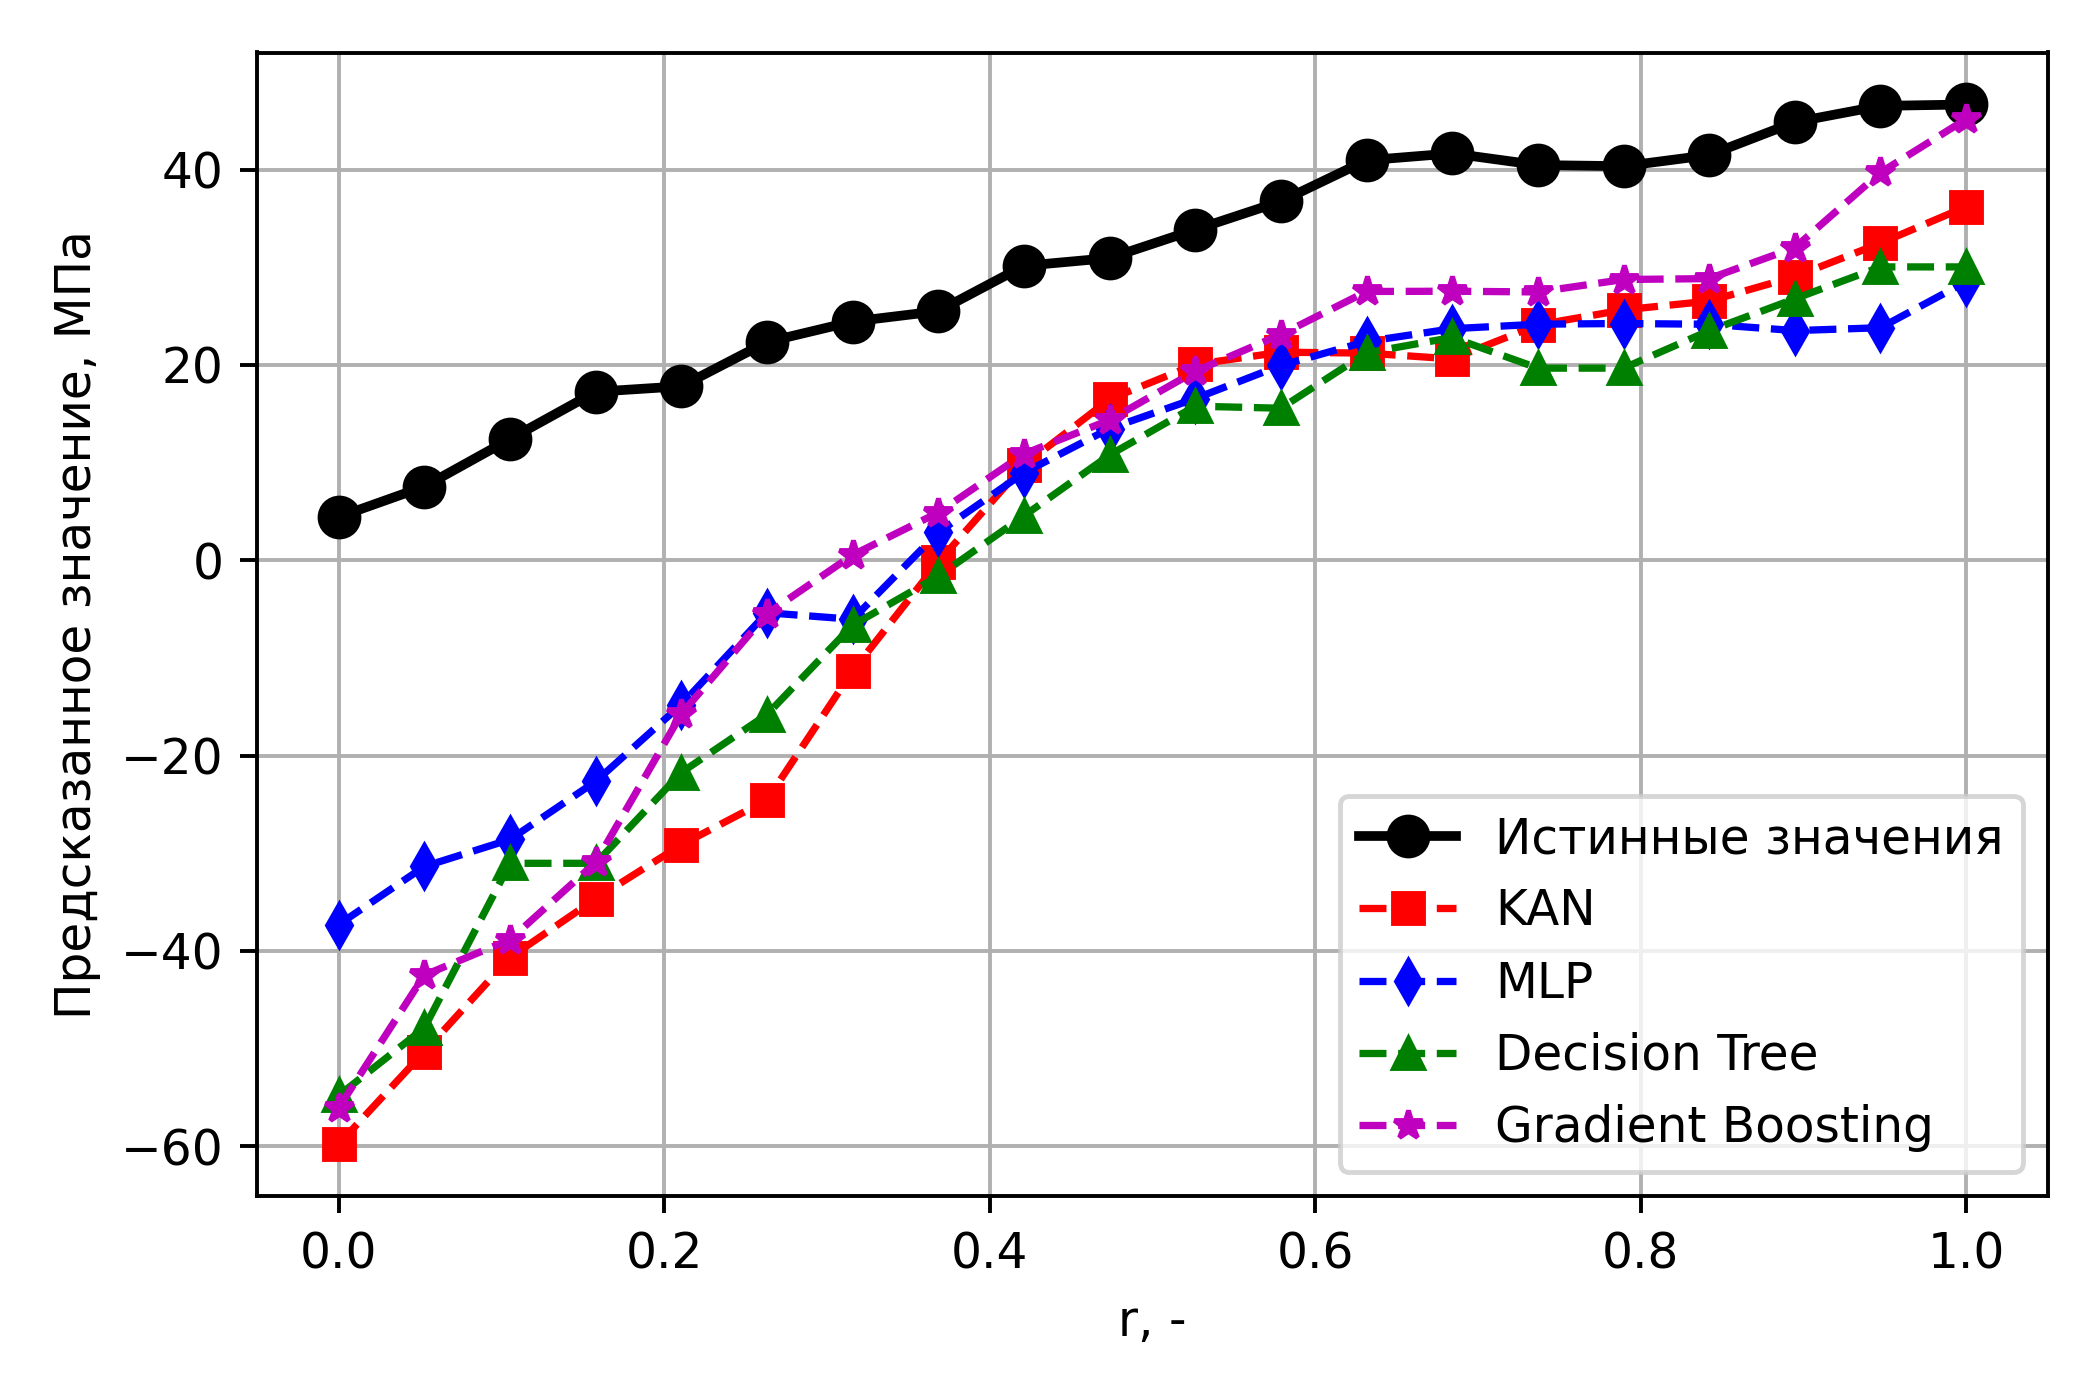 Предсказанное значение, МПа
40
20
0
−20
−40
−60
0.0 0.2 0.4 0.6 0.8 1.0
r, -
Истинные значения
KAN
MLP
Decision Tree
Gradient Boosting